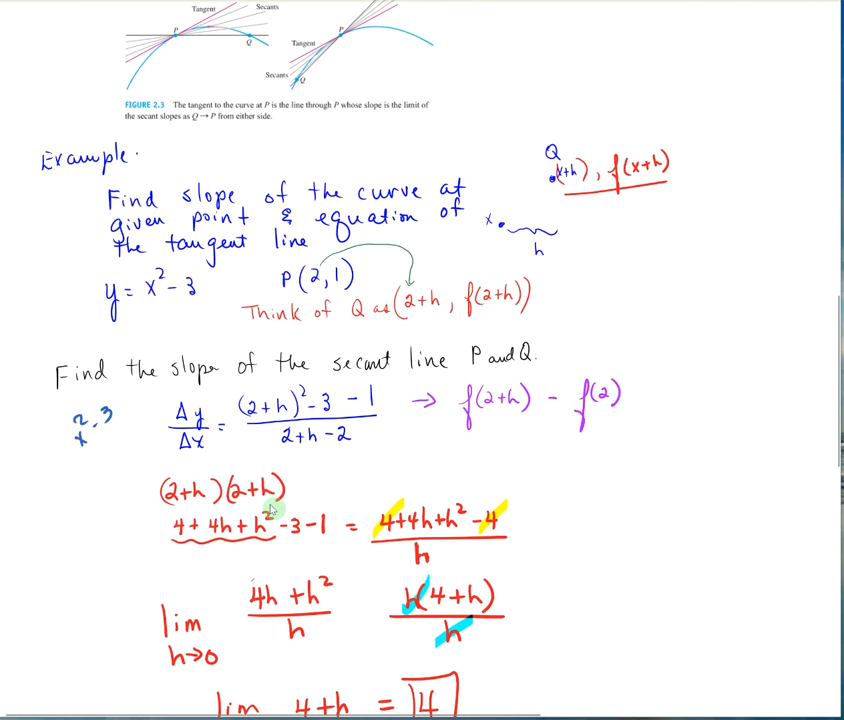 Tangent
Secants
P
Q
P
Tangent
Secants
Q
FIGURE 2.3 The tangent to the curve at P is the line through P whose slope is the limit of
the secant slopes as Q → P from either side.
Example.
Q
(x+h), f(x+h)
Find slope of the curve at
given point & equation of
the tangent line
x
h
y = x² - 3 P(2,1)
Think of Q as (2+h, f(2+h))
Find the slope of the secant line P and Q.
x² - 3
Δy/Δx = ((2+h)² - 3 - 1)/(2+h-2) → f(2+h) - f(2)
(2+h)(2+h)
4 + 4h + h² - 3 - 1 = (4+4h+h² - 4)/h
lim h→0 (4h + h²)/h h(4+h)/h
lim 4+h = 4